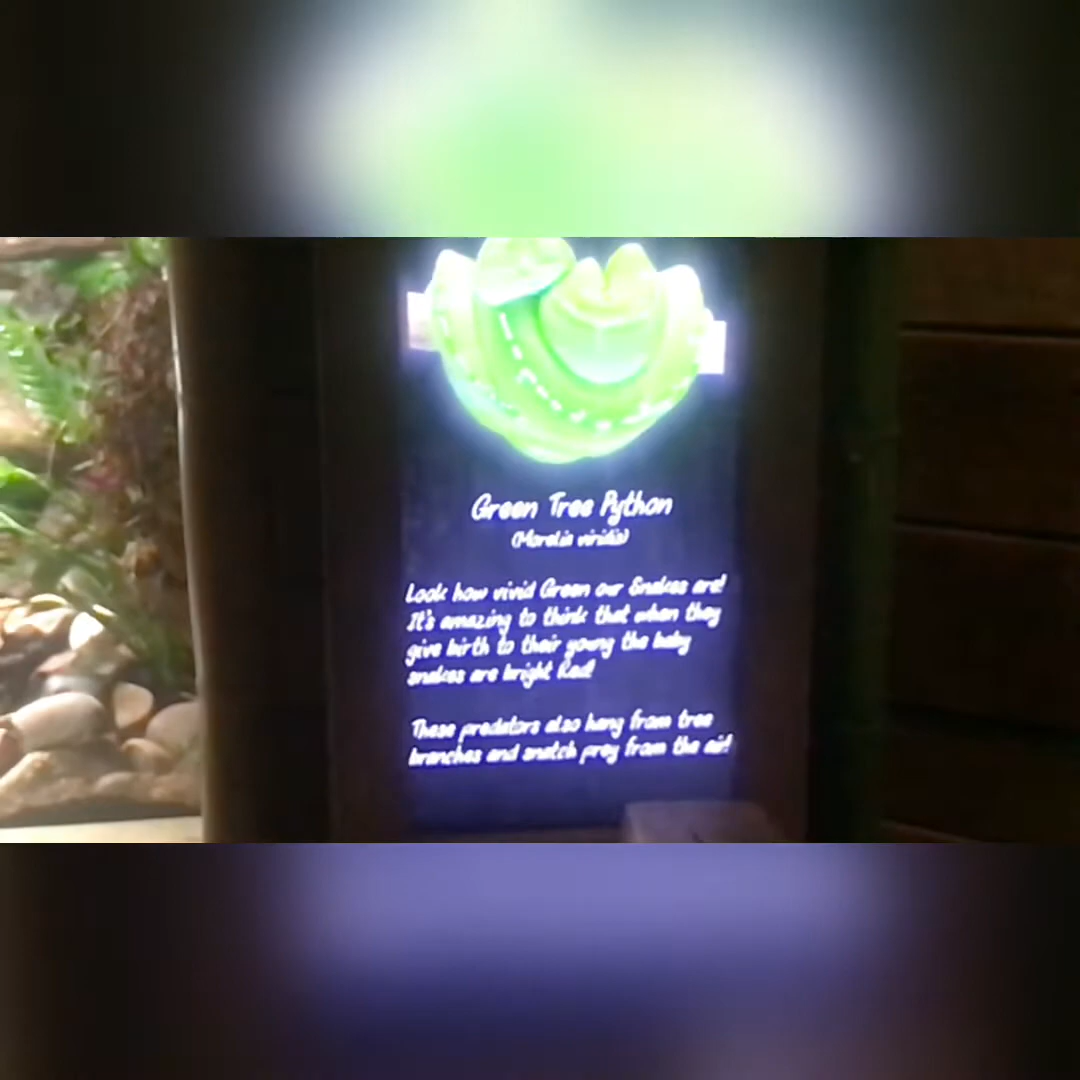 Green Tree Python
(Morelia viridis)
Look how vivid Green our Snakes are!
It's amazing to think that when they
give birth to their young the baby
snakes are bright Red!
These predators also hang from tree
branches and snatch prey from the air!